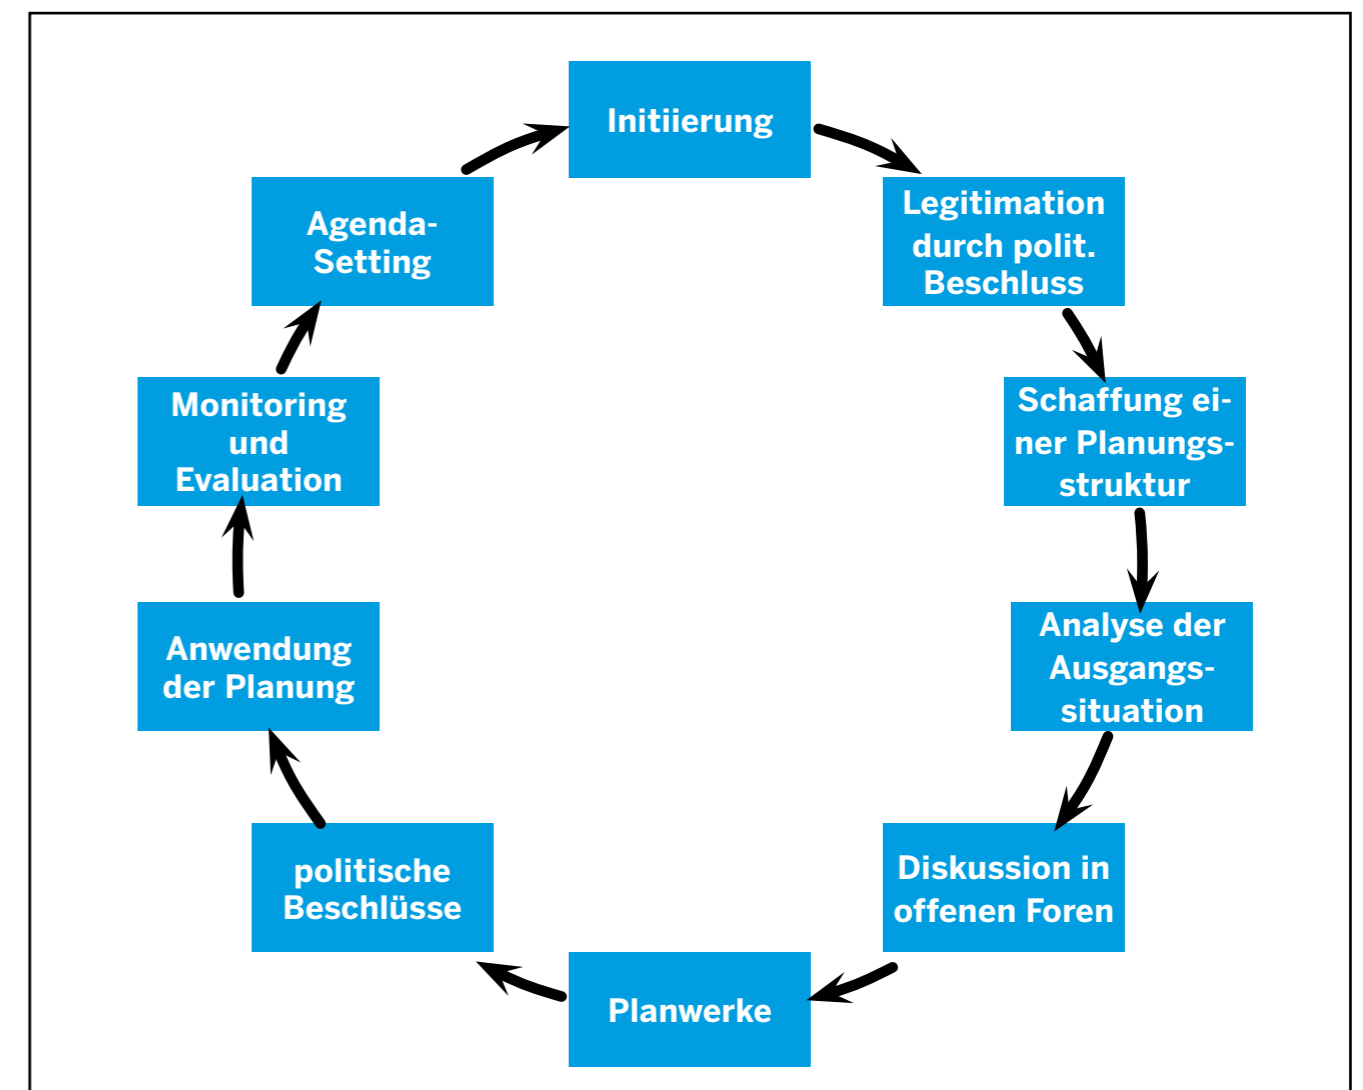 Initiierung
Legitimation
durch polit.
Beschluss
Schaffung ei-
ner Planungs-
struktur
Analyse der
Ausgangs-
situation
Diskussion in
offenen Foren
Planwerke
politische
Beschlüsse
Anwendung
der Planung
Monitoring
und
Evaluation
Agenda-
Setting